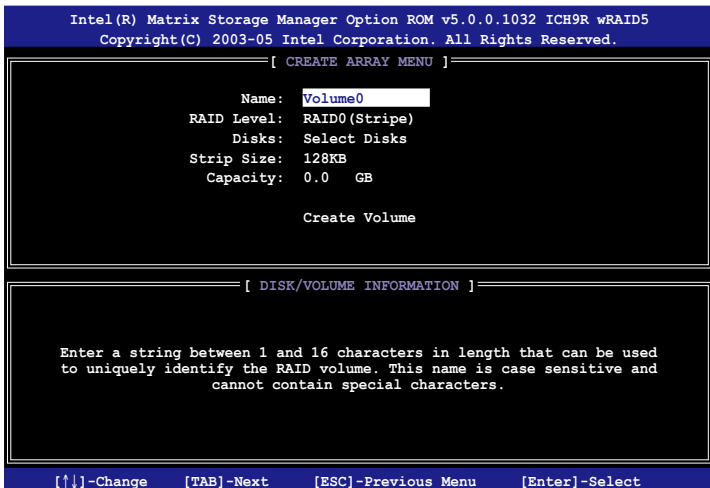 Intel(R) Matrix Storage Manager Option ROM v5.0.0.1032 ICH9R wRAID5
Copyright(C) 2003-05 Intel Corporation. All Rights Reserved.
[ CREATE ARRAY MENU ]
Name: Volume0
RAID Level: RAID0(Stripe)
Disks: Select Disks
Strip Size: 128KB
Capacity: 0.0 GB
Create Volume
[ DISK/VOLUME INFORMATION ]
Enter a string between 1 and 16 characters in length that can be used
to uniquely identify the RAID volume. This name is case sensitive and
cannot contain special characters.
[↑↓]-Change [TAB]-Next [ESC]-Previous Menu [Enter]-Select